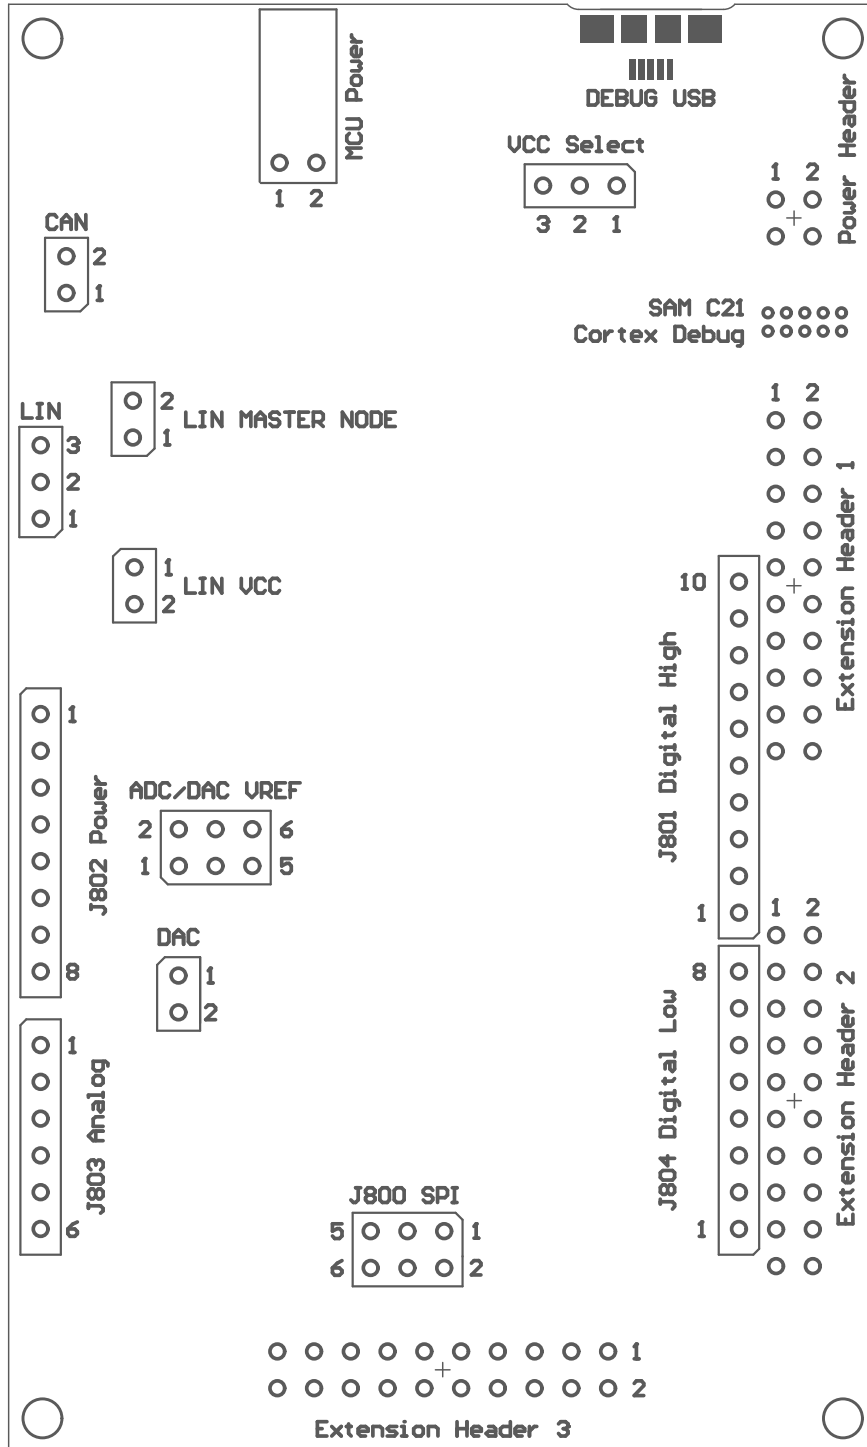 DEBUG USB
MCU Power
1 2
VCC Select
3 2 1
Power Header
1 2
CAN
2
1
SAM C21
Cortex Debug
LIN
3
2
1
2
1
LIN MASTER NODE
1 2
Extension Header 1
1
2
LIN VCC
10
1
J801 Digital High
1
8
J802 Power
ADC/DAC VREF
2 6
1 5
DAC
1
2
1 2
Extension Header 2
8
1
J804 Digital Low
1
6
J803 Analog
J800 SPI
5 1
6 2
1
2
Extension Header 3